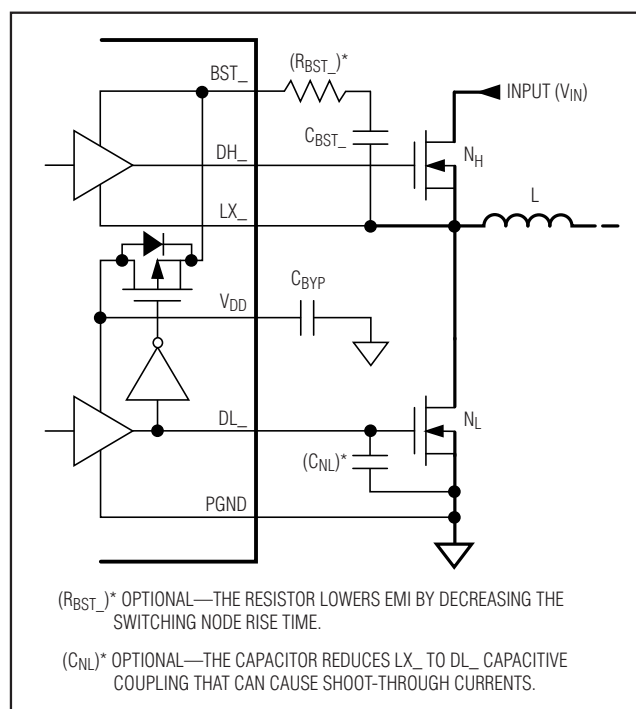 BST_
(RBST_)*
INPUT (VIN)
CBST_
DH_
NH
LX_
L
CBYP
VDD
DL_
NL
(CNL)*
PGND
(RBST_)* OPTIONAL—THE RESISTOR LOWERS EMI BY DECREASING THE
SWITCHING NODE RISE TIME.
(CNL)* OPTIONAL—THE CAPACITOR REDUCES LX_ TO DL_ CAPACITIVE
COUPLING THAT CAN CAUSE SHOOT-THROUGH CURRENTS.